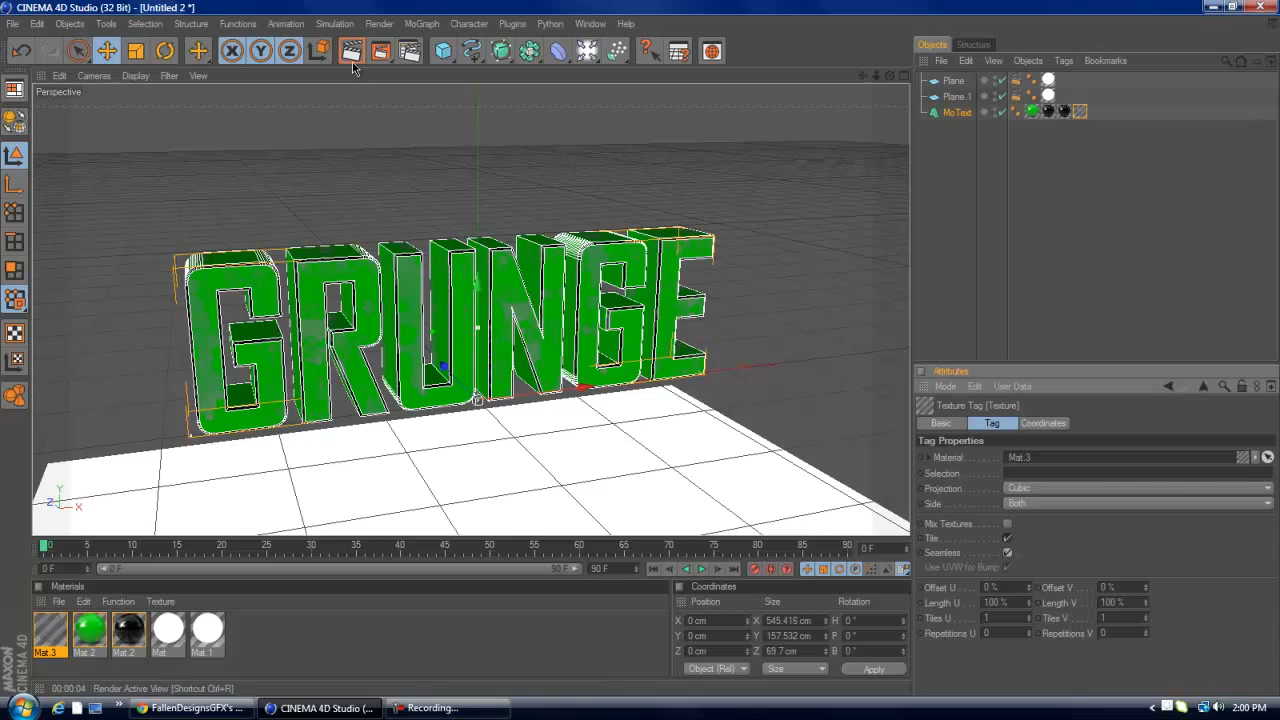 CINEMA 4D Studio (32 Bit) - [Untitled 2 *]
File Edit Objects Tools Selection Structure Functions Animation Simulation Render MoGraph Character Plugins Python Window Help
Edit Cameras Display Filter View
Perspective
GRUNGE
Y
Z X
0 5 10 15 20 25 30 35 40 45 50 55 60 65 70 75 80 85 90 0 F
0 F 0 F 90 F 90 F
Materials
File Edit Function Texture
Mat.3 Mat.2 Mat.2 Mat Mat.1
Coordinates
Position Size Rotation
X 0 cm X 545.416 cm H 0 °
Y 0 cm Y 157.532 cm P 0 °
Z 0 cm Z 69.7 cm B 0 °
Object (Rel) Size Apply
Objects Structure
File Edit View Objects Tags Bookmarks
Plane
Plane.1
MoText
Attributes
Mode Edit User Data
Texture Tag [Texture]
Basic Tag Coordinates
Tag Properties
Material Mat.3
Selection
Projection Cubic
Side Both
Mix Textures
Tile
Seamless
Use UVW for Bump
Offset U 0 % Offset V 0 %
Length U 100 % Length V 100 %
Tiles U 1 Tiles V 1
Repetitions U 0 Repetitions V 0
MAXON
CINEMA 4D
00:00:04 Render Active View [Shortcut Ctrl+R]
FallenDesignsGFX's ... CINEMA 4D Studio (... Recording... 2:00 PM